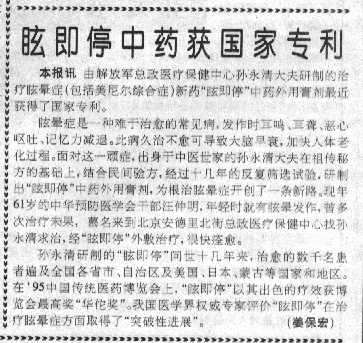 眩即停中药获国家专利
本报讯 由解放军总政医疗保健中心孙永清大夫研制的治
疗眩晕症(包括美尼尔综合症)新药“眩即停”中药外用膏剂最近
获得了国家专利。
眩晕症是一种难于治愈的常见病,发作时耳鸣、耳聋、恶心
呕吐、记忆力减退。此病久治不愈可导致大脑早衰,加快人体老
化过程。面对这一顽症,出身于中医世家的孙永清大夫在祖传秘
方的基础上,结合民间验方,经过十几年的反复筛选试验,研制
出“眩即停”中药外用膏剂,为根治眩晕症开创了一条新路。现年
61岁的中华预防医学会干部汪仲明,年轻时就有眩晕发作,曾多
次治疗未果,慕名来到北京安德里北街总政医疗保健中心找孙
永清求治,经“眩即停”外敷治疗,很快痊愈。
孙永清研制的“眩即停”问世十几年来,治愈的数千名患
者遍及全国各省市、自治区及美国、日本、蒙古等国家和地区。
在'95中国传统医药博览会上,“眩即停”以其出色的疗效获博
览会最高奖“华佗奖”。我国医学界权威专家评价“眩即停”在治
疗眩晕症方面取得了“突破性进展”。 (姜保宏)